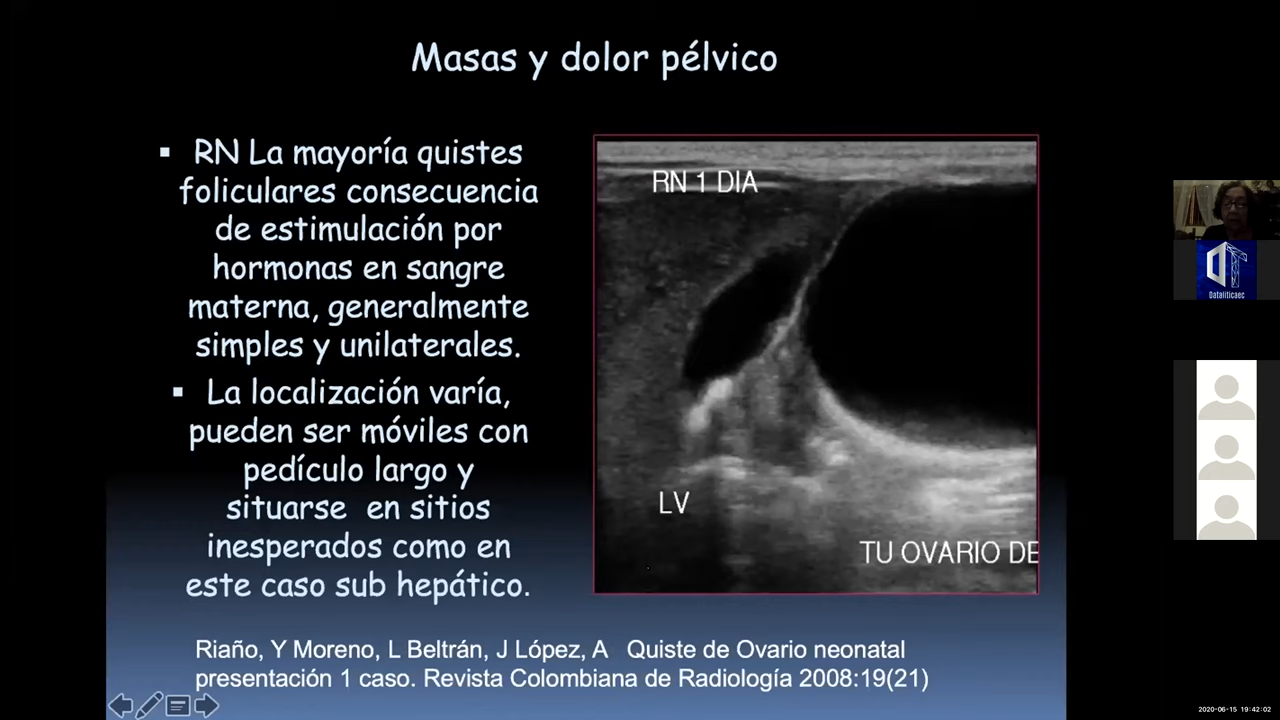 Masas y dolor pélvico
▪ RN La mayoría quistes
foliculares consecuencia
de estimulación por
hormonas en sangre
materna, generalmente
simples y unilaterales.
▪ La localización varía,
pueden ser móviles con
pedículo largo y
situarse en sitios
inesperados como en
este caso sub hepático.
RN 1 DIA
LV
TU OVARIO DE
Riaño, Y Moreno, L Beltrán, J López, A Quiste de Ovario neonatal
presentación 1 caso. Revista Colombiana de Radiología 2008:19(21)
Dataliticaec
2020-06-15 19:42:02